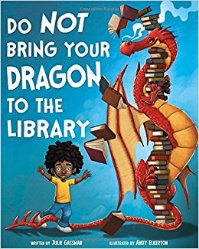 DO NOT
BRING YOUR
DRAGON
TO THE
LIBRARY
WRITTEN BY JULIE GASSMAN
ILLUSTRATED BY ANDY ELKERTON